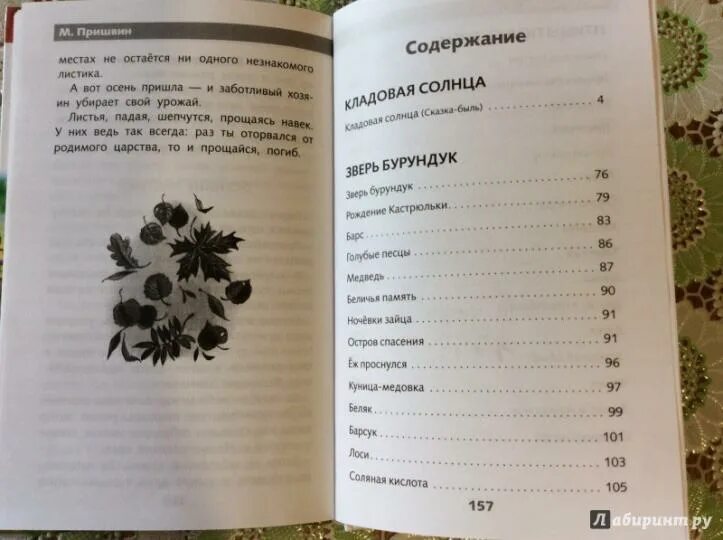 М. Пришвин
местах не остаётся ни одного незнакомого
листика.
А вот осень пришла — и заботливый хозя-
ин убирает свой урожай.
Листья, падая, шепчутся, прощаясь навек.
У них ведь так всегда: раз ты оторвался от
родимого царства, то и прощайся, погиб.
Содержание
КЛАДОВАЯ СОЛНЦА
Кладовая солнца (Сказка-быль) 4
ЗВЕРЬ БУРУНДУК
Зверь бурундук 76
Рождение Кастрюльки 79
Барс 83
Голубые песцы 86
Медведь 87
Беличья память 90
Ночёвки зайца 91
Остров спасения 91
Ёж проснулся 96
Куница-медовка 97
Беляк 99
Барсук 101
Лоси 103
Соляная кислота 105
157
Лабиринт.ру